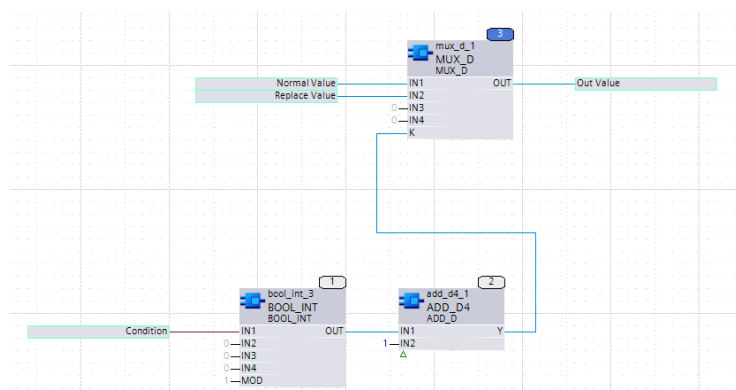 3
mux_d_1
MUX_D
MUX_D
Normal Value IN1 OUT Out Value
Replace Value IN2
0 IN3
0 IN4
K
1 2
bool_int_3 add_d4_1
BOOL_INT ADD_D4
BOOL_INT ADD_D
Condition IN1 OUT IN1 Y
0 IN2 1 IN2
0 IN3
0 IN4
1 MOD